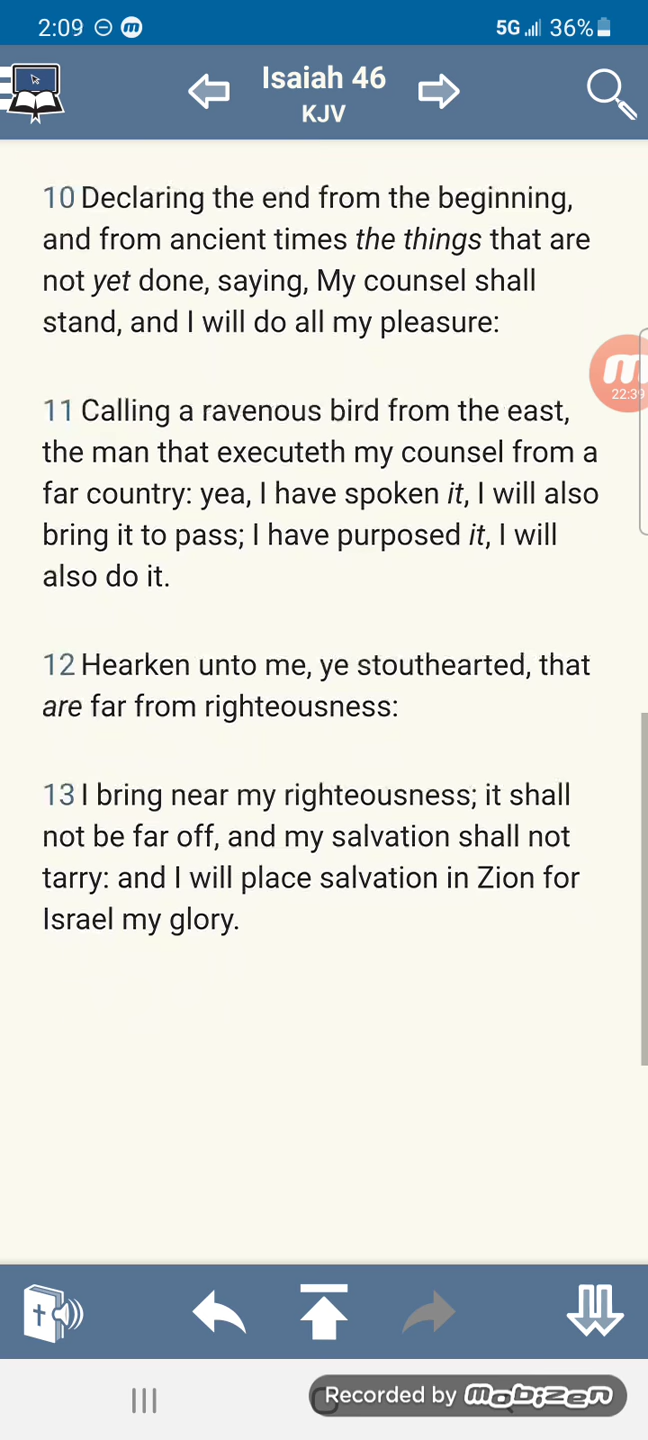 2:09 m 5G 36%
Isaiah 46
KJV
10 Declaring the end from the beginning,
and from ancient times the things that are
not yet done, saying, My counsel shall
stand, and I will do all my pleasure:
m
22:39
11 Calling a ravenous bird from the east,
the man that executeth my counsel from a
far country: yea, I have spoken it, I will also
bring it to pass; I have purposed it, I will
also do it.
12 Hearken unto me, ye stouthearted, that
are far from righteousness:
13 I bring near my righteousness; it shall
not be far off, and my salvation shall not
tarry: and I will place salvation in Zion for
Israel my glory.
Recorded by mobizen